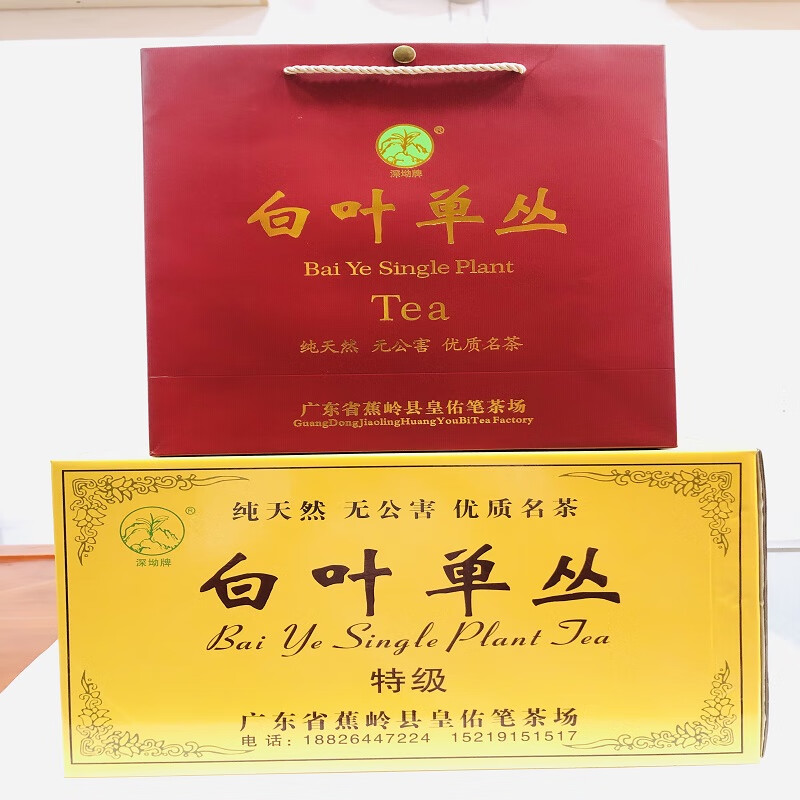 ®
深坳牌
白叶单丛
Bai Ye Single Plant
Tea
纯天然 无公害 优质名茶
广东省蕉岭县皇佑笔茶场
GuangDongJiaolingHuangYouBiTea Factory
纯天然 无公害 优质名茶
®
深坳牌
白叶单丛
Bai Ye Single Plant Tea
特级
广东省蕉岭县皇佑笔茶场
电话：18826447224 15219151517